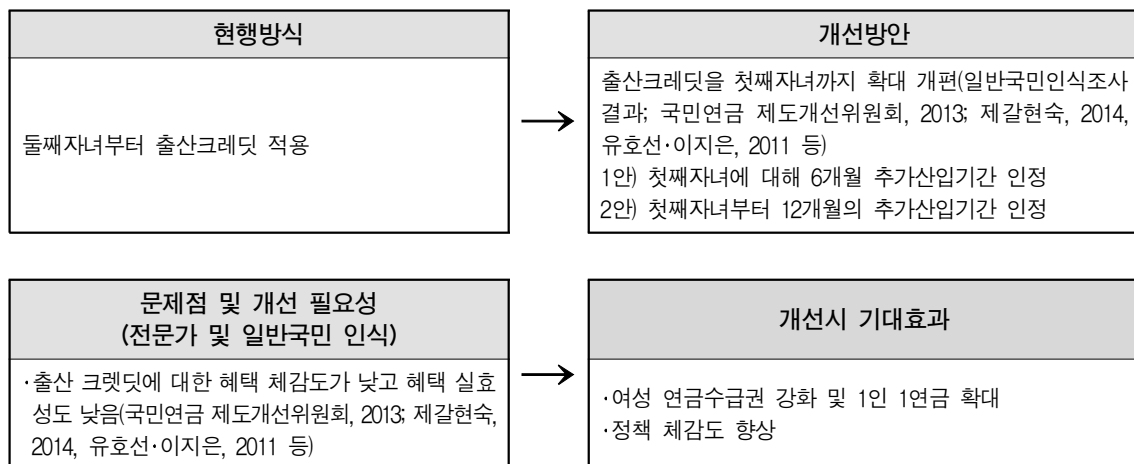 현행방식
둘째자녀부터 출산크레딧 적용
개선방안
출산크레딧을 첫째자녀까지 확대 개편(일반국민인식조사
결과; 국민연금 제도개선위원회, 2013; 제갈현숙, 2014,
유호선·이지은, 2011 등)
1안) 첫째자녀에 대해 6개월 추가산입기간 인정
2안) 첫째자녀부터 12개월의 추가산입기간 인정
문제점 및 개선 필요성
(전문가 및 일반국민 인식)
·출산 크렛딧에 대한 혜택 체감도가 낮고 혜택 실효
성도 낮음(국민연금 제도개선위원회, 2013; 제갈현숙,
2014, 유호선·이지은, 2011 등)
개선시 기대효과
·여성 연금수급권 강화 및 1인 1연금 확대
·정책 체감도 향상